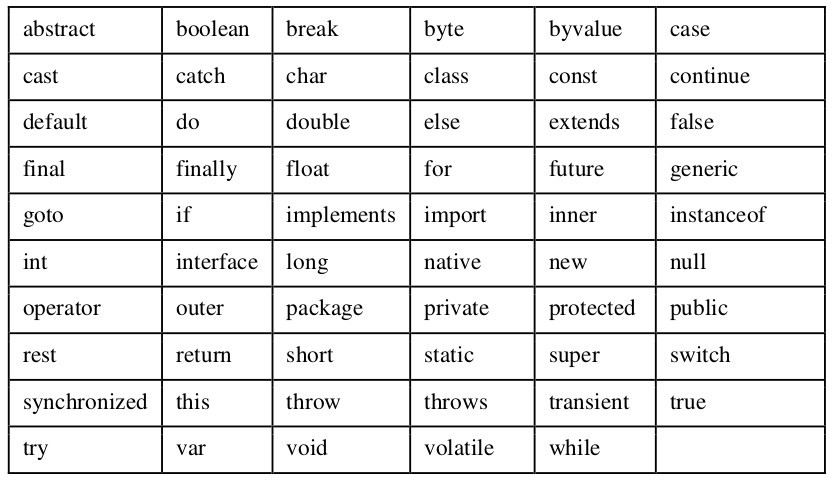 abstract boolean break byte byvalue case
cast catch char class const continue
default do double else extends false
final finally float for future generic
goto if implements import inner instanceof
int interface long native new null
operator outer package private protected public
rest return short static super switch
synchronized this throw throws transient true
try var void volatile while